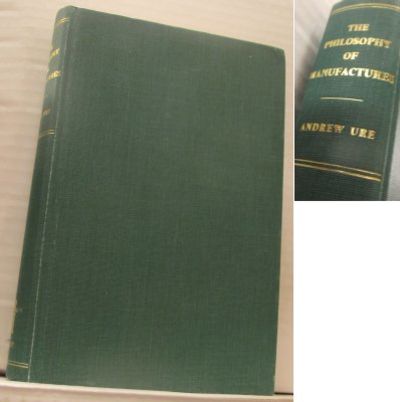 THE
PHILOSOPHY
OF
MANUFACTURES
ANDREW URE